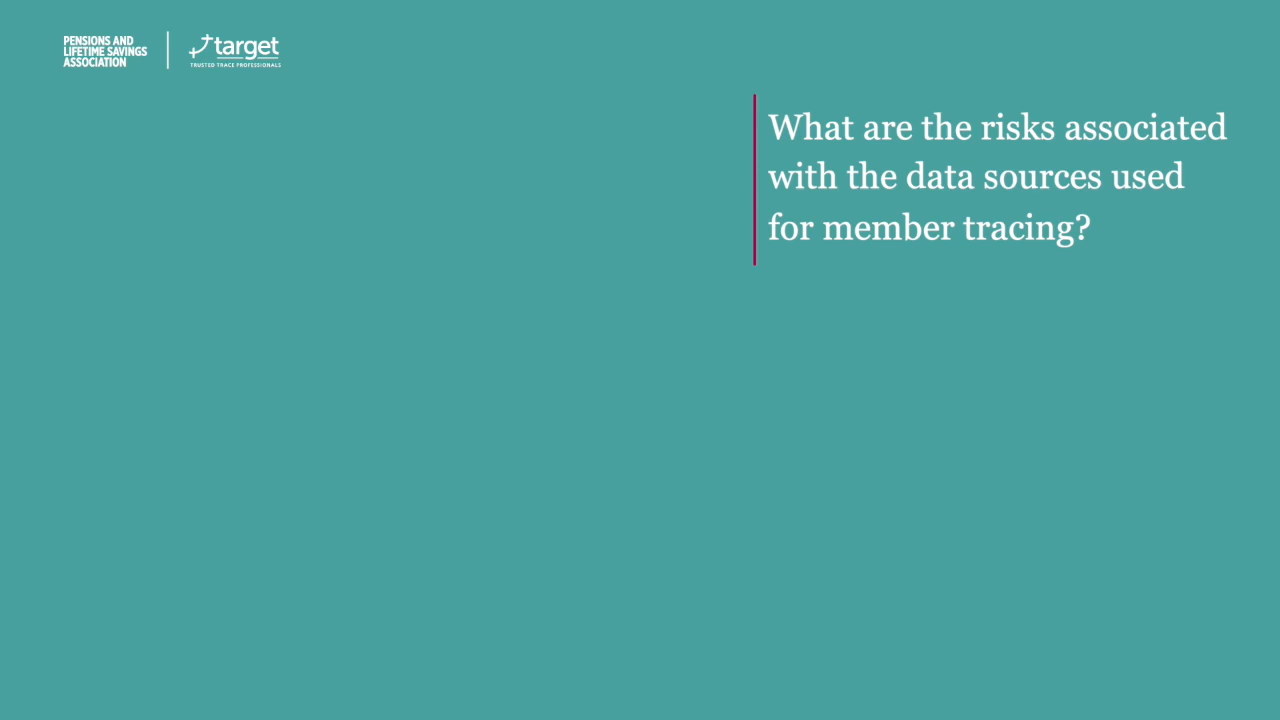 PENSIONS AND
LIFETIME SAVINGS
ASSOCIATION
target
TRUSTED TRACE PROFESSIONALS
What are the risks associated
with the data sources used
for member tracing?